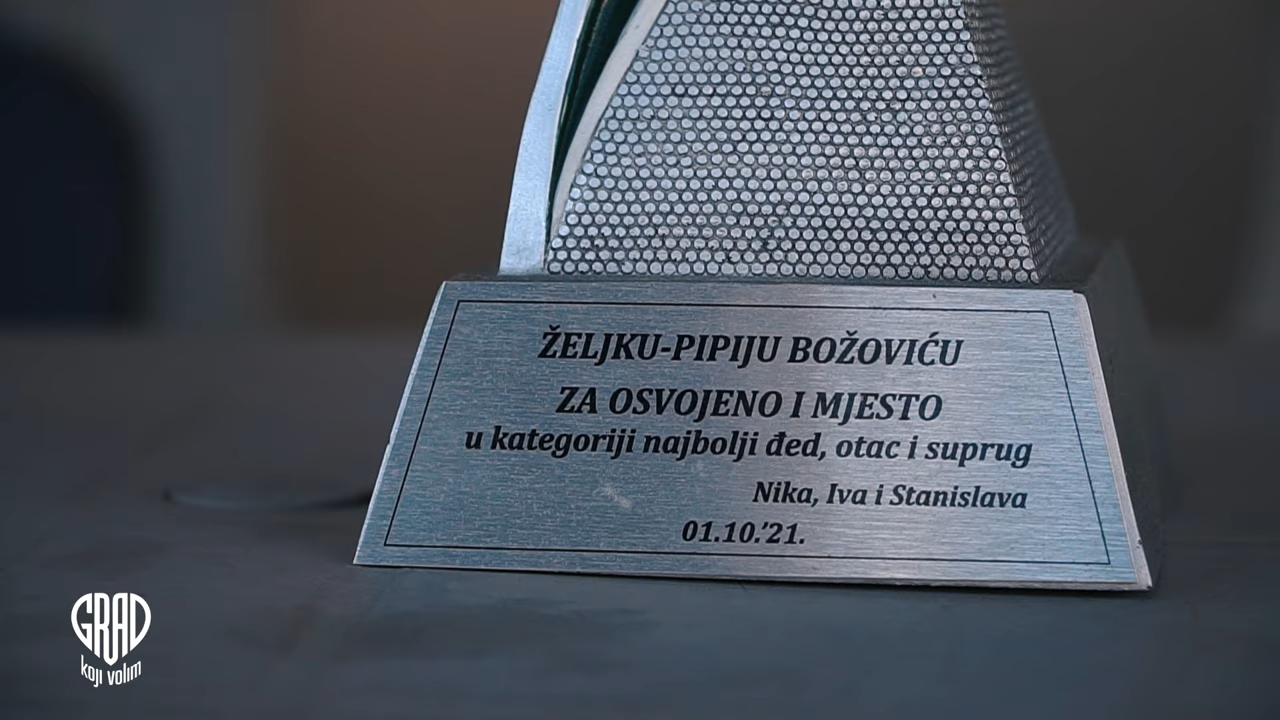 ŽELJKU-PIPIJU BOŽOVIĆU
ZA OSVOJENO I MJESTO
u kategoriji najbolji đed, otac i suprug
Nika, Iva i Stanislava
01.10.'21.
GRAD
koji volim